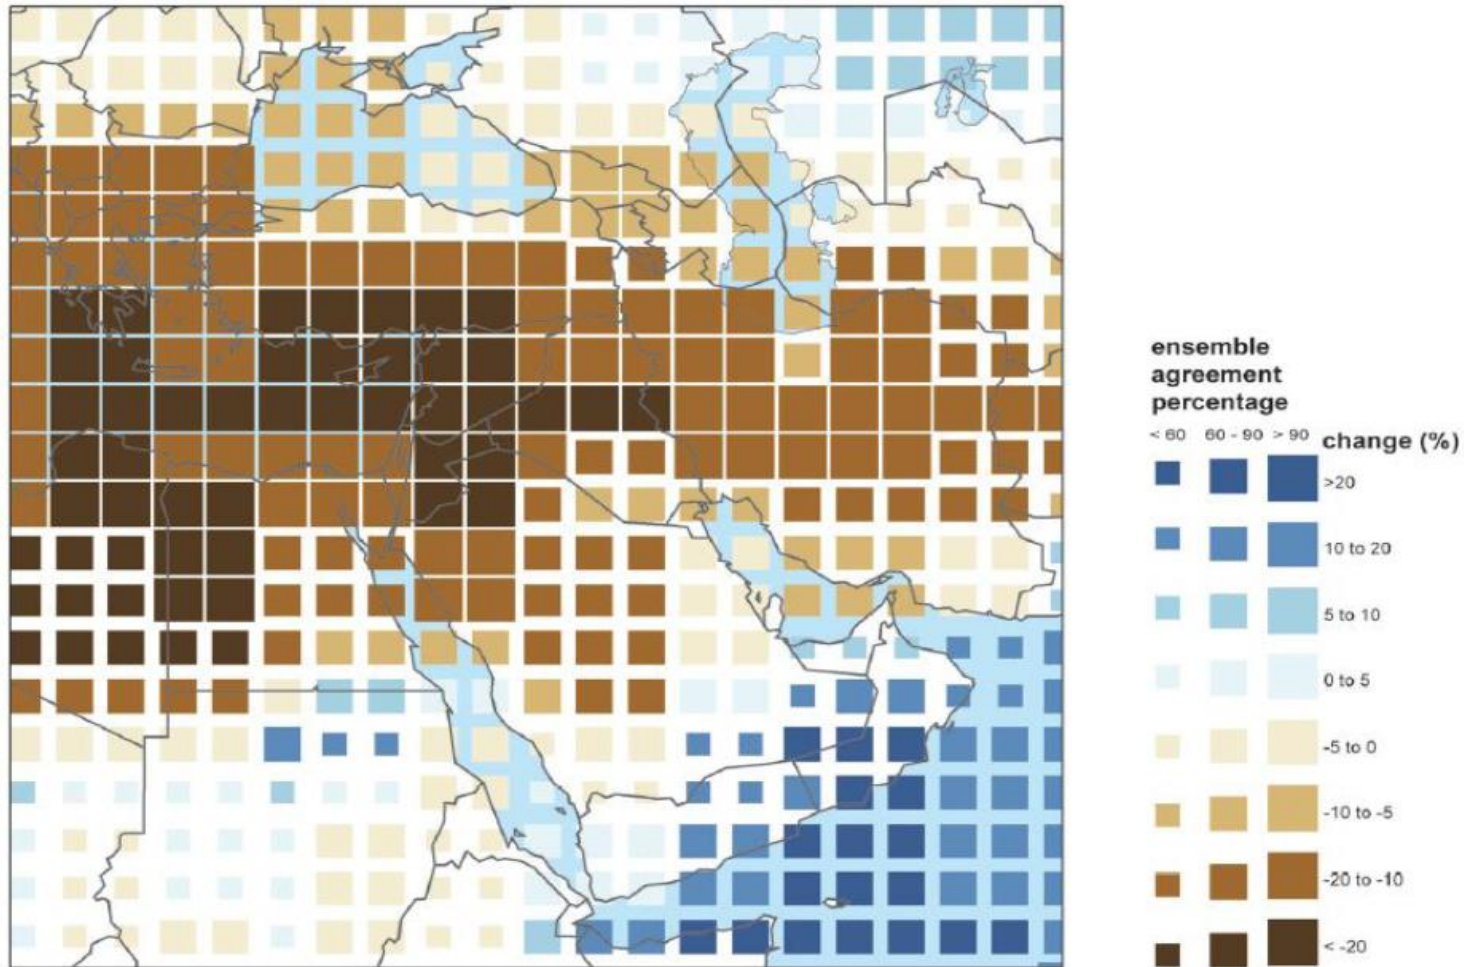 ensemble
agreement
percentage
< 60 60 - 90 > 90 change (%)
>20
10 to 20
5 to 10
0 to 5
-5 to 0
-10 to -5
-20 to -10
< -20